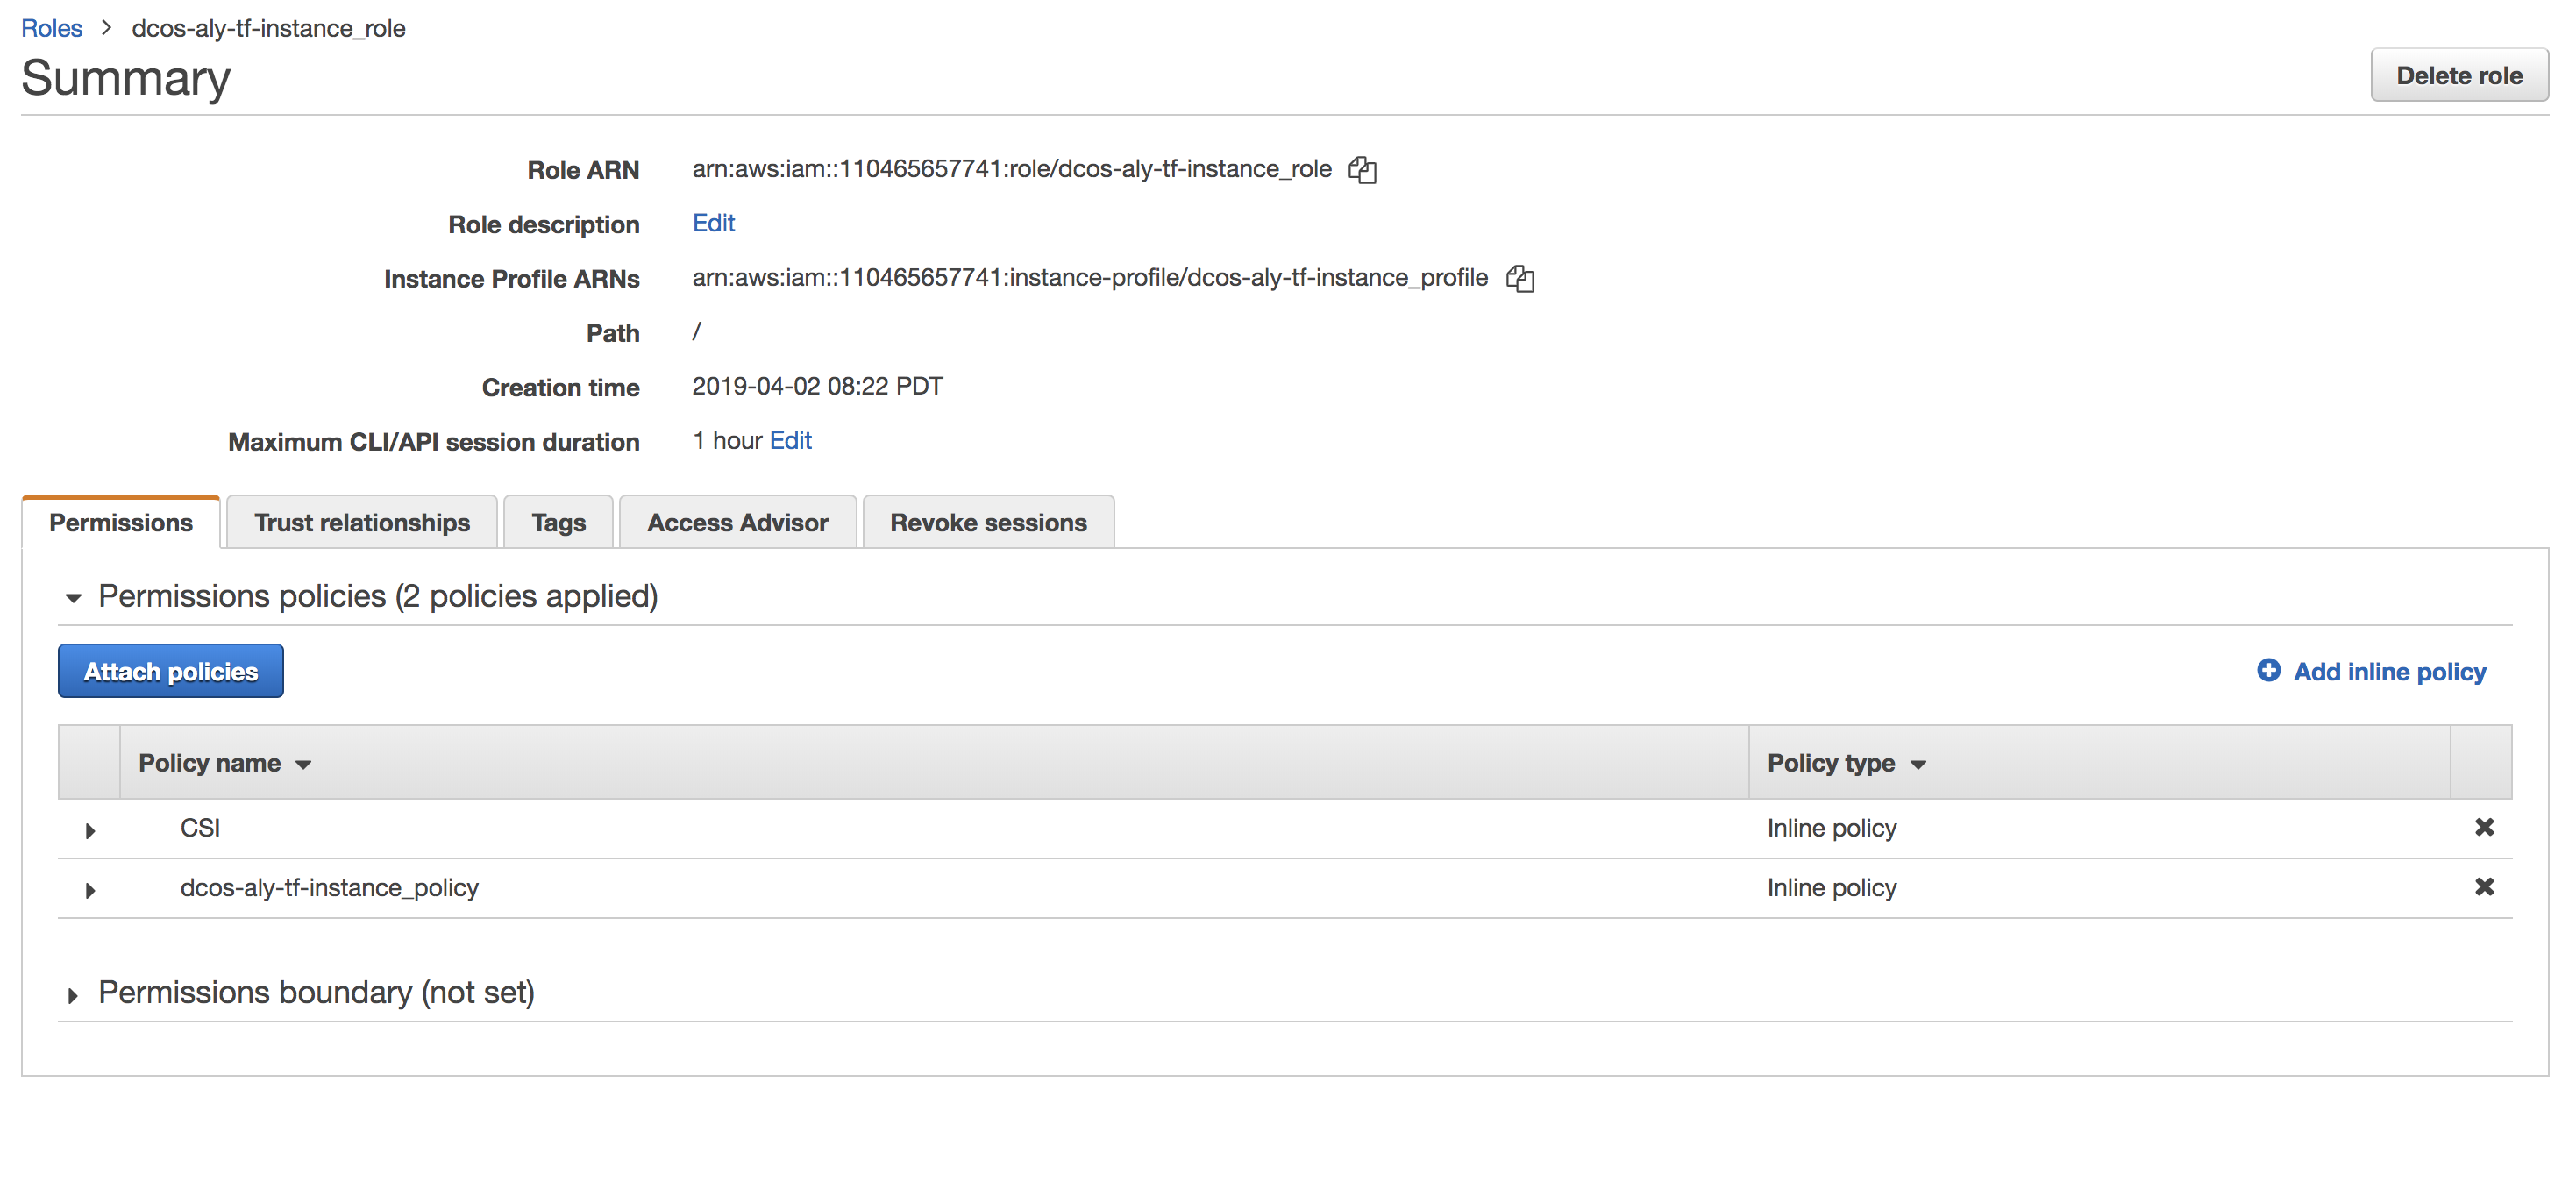 Roles > dcos-aly-tf-instance_role
Summary
Delete role
Role ARN arn:aws:iam::110465657741:role/dcos-aly-tf-instance_role
Role description Edit
Instance Profile ARNs arn:aws:iam::110465657741:instance-profile/dcos-aly-tf-instance_profile
Path /
Creation time 2019-04-02 08:22 PDT
Maximum CLI/API session duration 1 hour Edit
Permissions Trust relationships Tags Access Advisor Revoke sessions
Permissions policies (2 policies applied)
Attach policies Add inline policy
Policy name Policy type
CSI Inline policy
dcos-aly-tf-instance_policy Inline policy
Permissions boundary (not set)